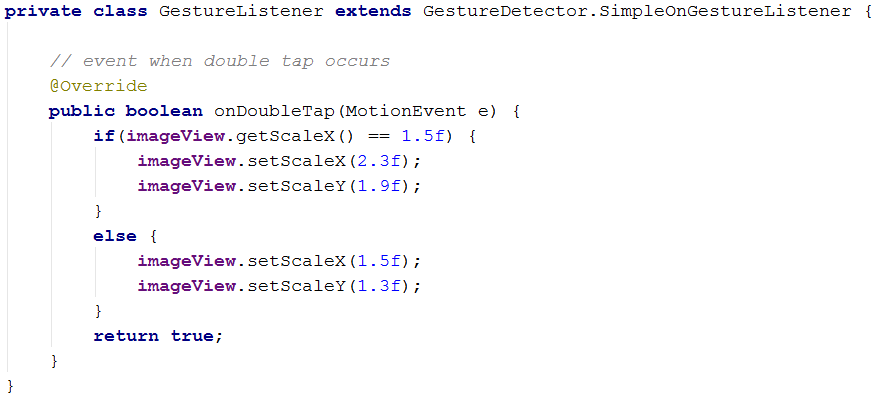 private class GestureListener extends GestureDetector.SimpleOnGestureListener {
// event when double tap occurs
@Override
public boolean onDoubleTap(MotionEvent e) {
if(imageView.getScaleX() == 1.5f) {
imageView.setScaleX(2.3f);
imageView.setScaleY(1.9f);
}
else {
imageView.setScaleX(1.5f);
imageView.setScaleY(1.3f);
}
return true;
}
}